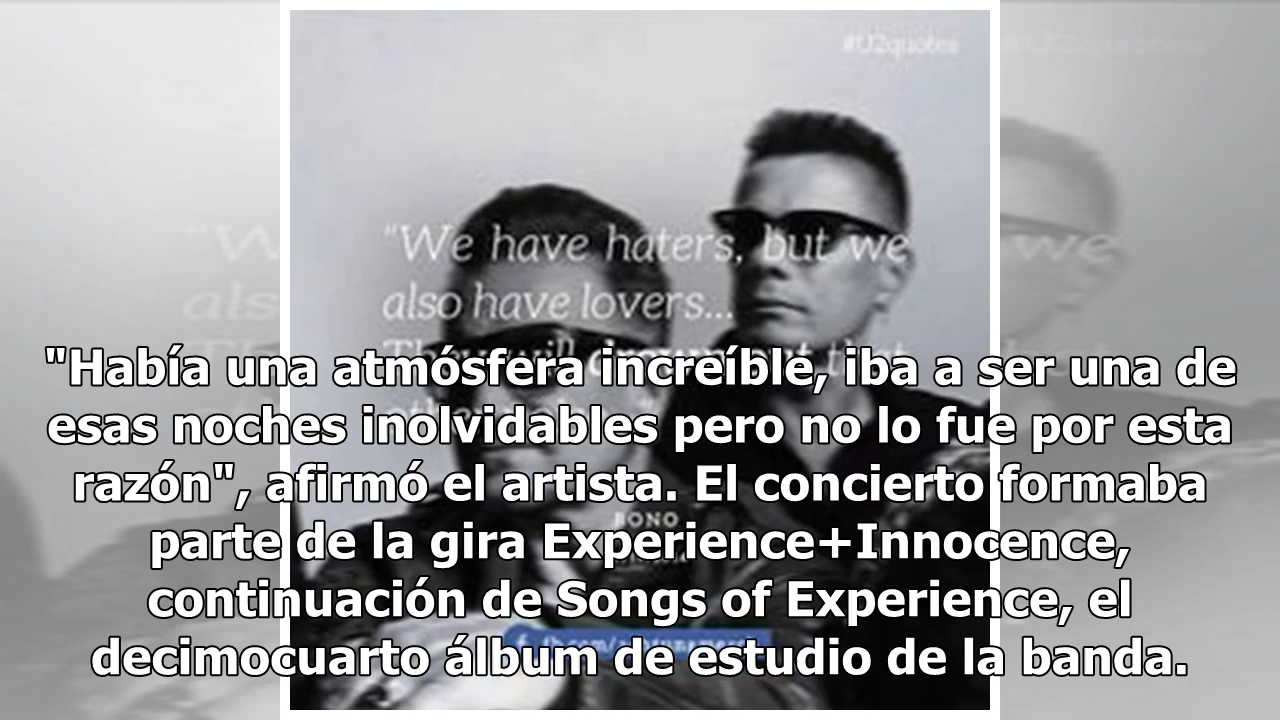 #U2quotes
"We have haters, but we
also have lovers...
"Había una atmósfera increíble, iba a ser una de
esas noches inolvidables pero no lo fue por esta
razón", afirmó el artista. El concierto formaba
BONO
parte de la gira Experience+Innocence,
continuación de Songs of Experience, el
decimocuarto álbum de estudio de la banda.